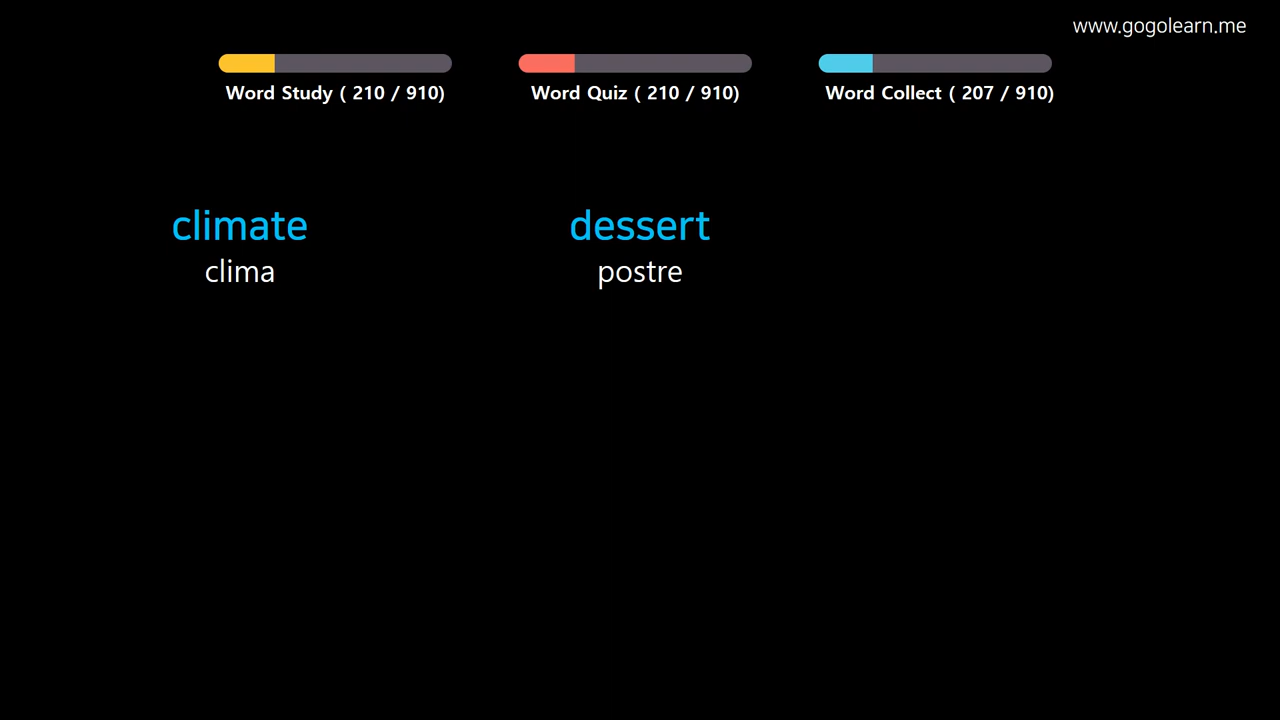 www.gogolearn.me
Word Study ( 210 / 910)
Word Quiz ( 210 / 910)
Word Collect ( 207 / 910)
climate
clima
dessert
postre